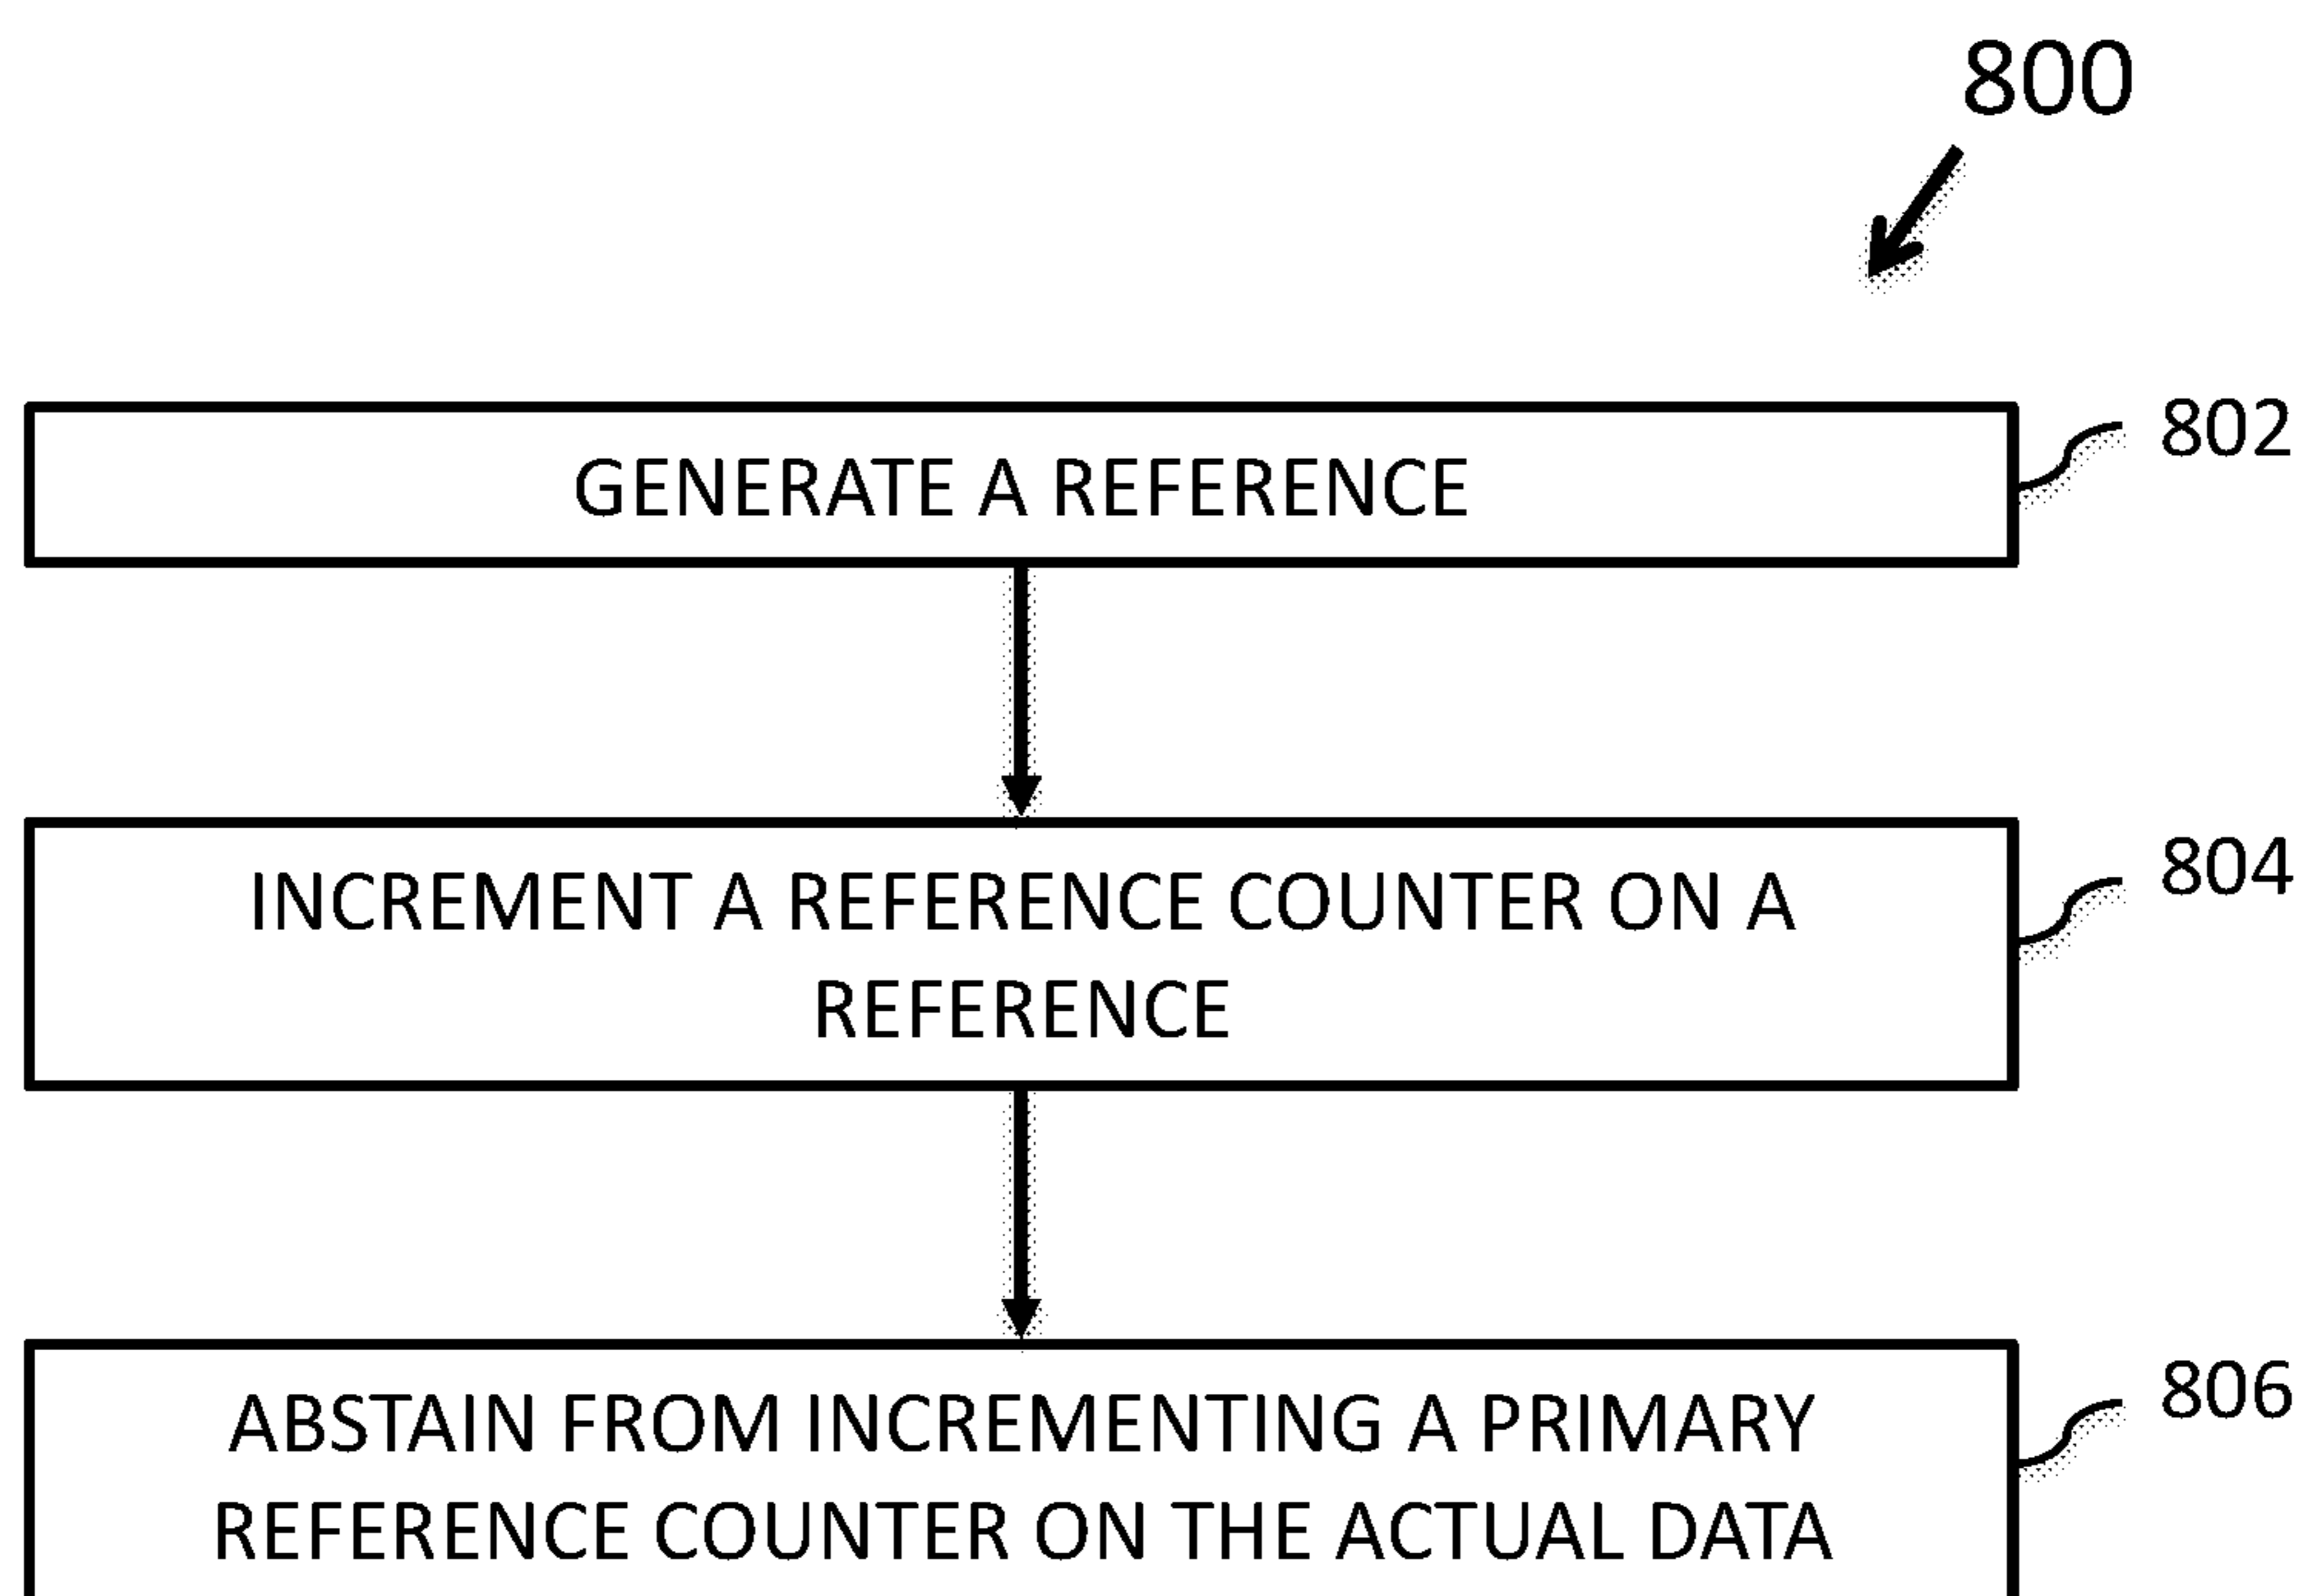 800
GENERATE A REFERENCE
802
INCREMENT A REFERENCE COUNTER ON A
REFERENCE
804
ABSTAIN FROM INCREMENTING A PRIMARY
REFERENCE COUNTER ON THE ACTUAL DATA
806